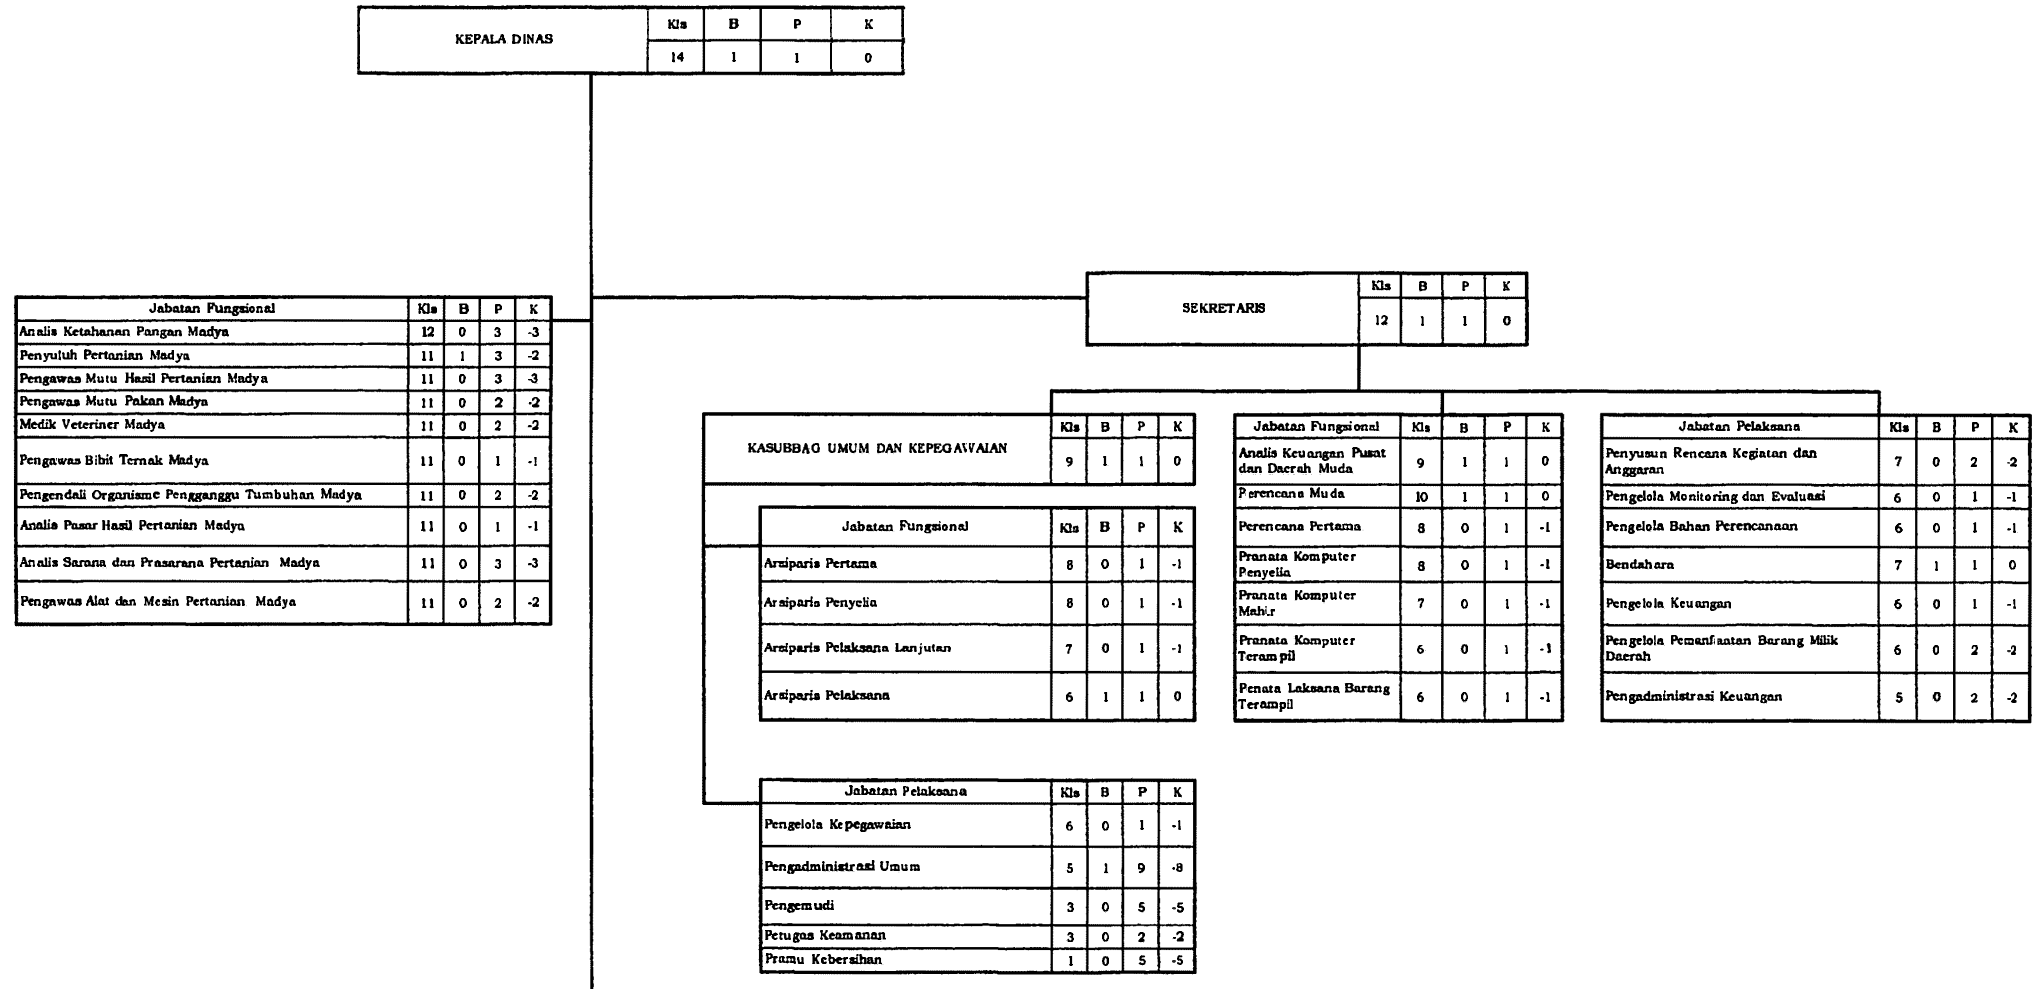 KEPALA DINAS Kls B P K
14 1 1 0
SEKRETARIS Kls B P K
12 1 1 0
Jabatan Fungsional Kls B P K
Analis Ketahanan Pangan Madya 12 0 3 -3
Penyuluh Pertanian Madya 11 1 3 -2
Pengawas Mutu Hasil Pertanian Madya 11 0 3 -3
Pengawas Mutu Pakan Madya 11 0 2 -2
Medik Veteriner Madya 11 0 2 -2
Pengawas Bibit Ternak Madya 11 0 1 -1
Pengendali Organisme Pengganggu Tumbuhan Madya 11 0 2 -2
Analis Pasar Hasil Pertanian Madya 11 0 1 -1
Analis Sarana dan Prasarana Pertanian Madya 11 0 3 -3
Pengawas Alat dan Mesin Pertanian Madya 11 0 2 -2
KASUBBAG UMUM DAN KEPEGAWAIAN Kls B P K
9 1 1 0
Jabatan Fungsional Kls B P K
Arsiparis Pertama 8 0 1 -1
Arsiparis Penyelia 8 0 1 -1
Arsiparis Pelaksana Lanjutan 7 0 1 -1
Arsiparis Pelaksana 6 1 1 0
Jabatan Pelaksana Kls B P K
Pengelola Kepegawaian 6 0 1 -1
Pengadministrasi Umum 5 1 9 -8
Pengemudi 3 0 5 -5
Petugas Keamanan 3 0 2 -2
Pramu Kebersihan 1 0 5 -5
Jabatan Fungsional Kls B P K
Analis Keuangan Pusat
dan Daerah Muda 9 1 1 0
Perencana Muda 10 1 1 0
Perencana Pertama 8 0 1 -1
Pranata Komputer
Penyelia 8 0 1 -1
Pranata Komputer
Mahir 7 0 1 -1
Pranata Komputer
Terampil 6 0 1 -1
Penata Laksana Barang
Terampil 6 0 1 -1
Jabatan Pelaksana Kls B P K
Penyusun Rencana Kegiatan dan
Anggaran 7 0 2 -2
Pengelola Monitoring dan Evaluasi 6 0 1 -1
Pengelola Bahan Perencanaan 6 0 1 -1
Bendahara 7 1 1 0
Pengelola Keuangan 6 0 1 -1
Pengelola Pemanfaatan Barang Milik
Daerah 6 0 2 -2
Pengadministrasi Keuangan 5 0 2 -2